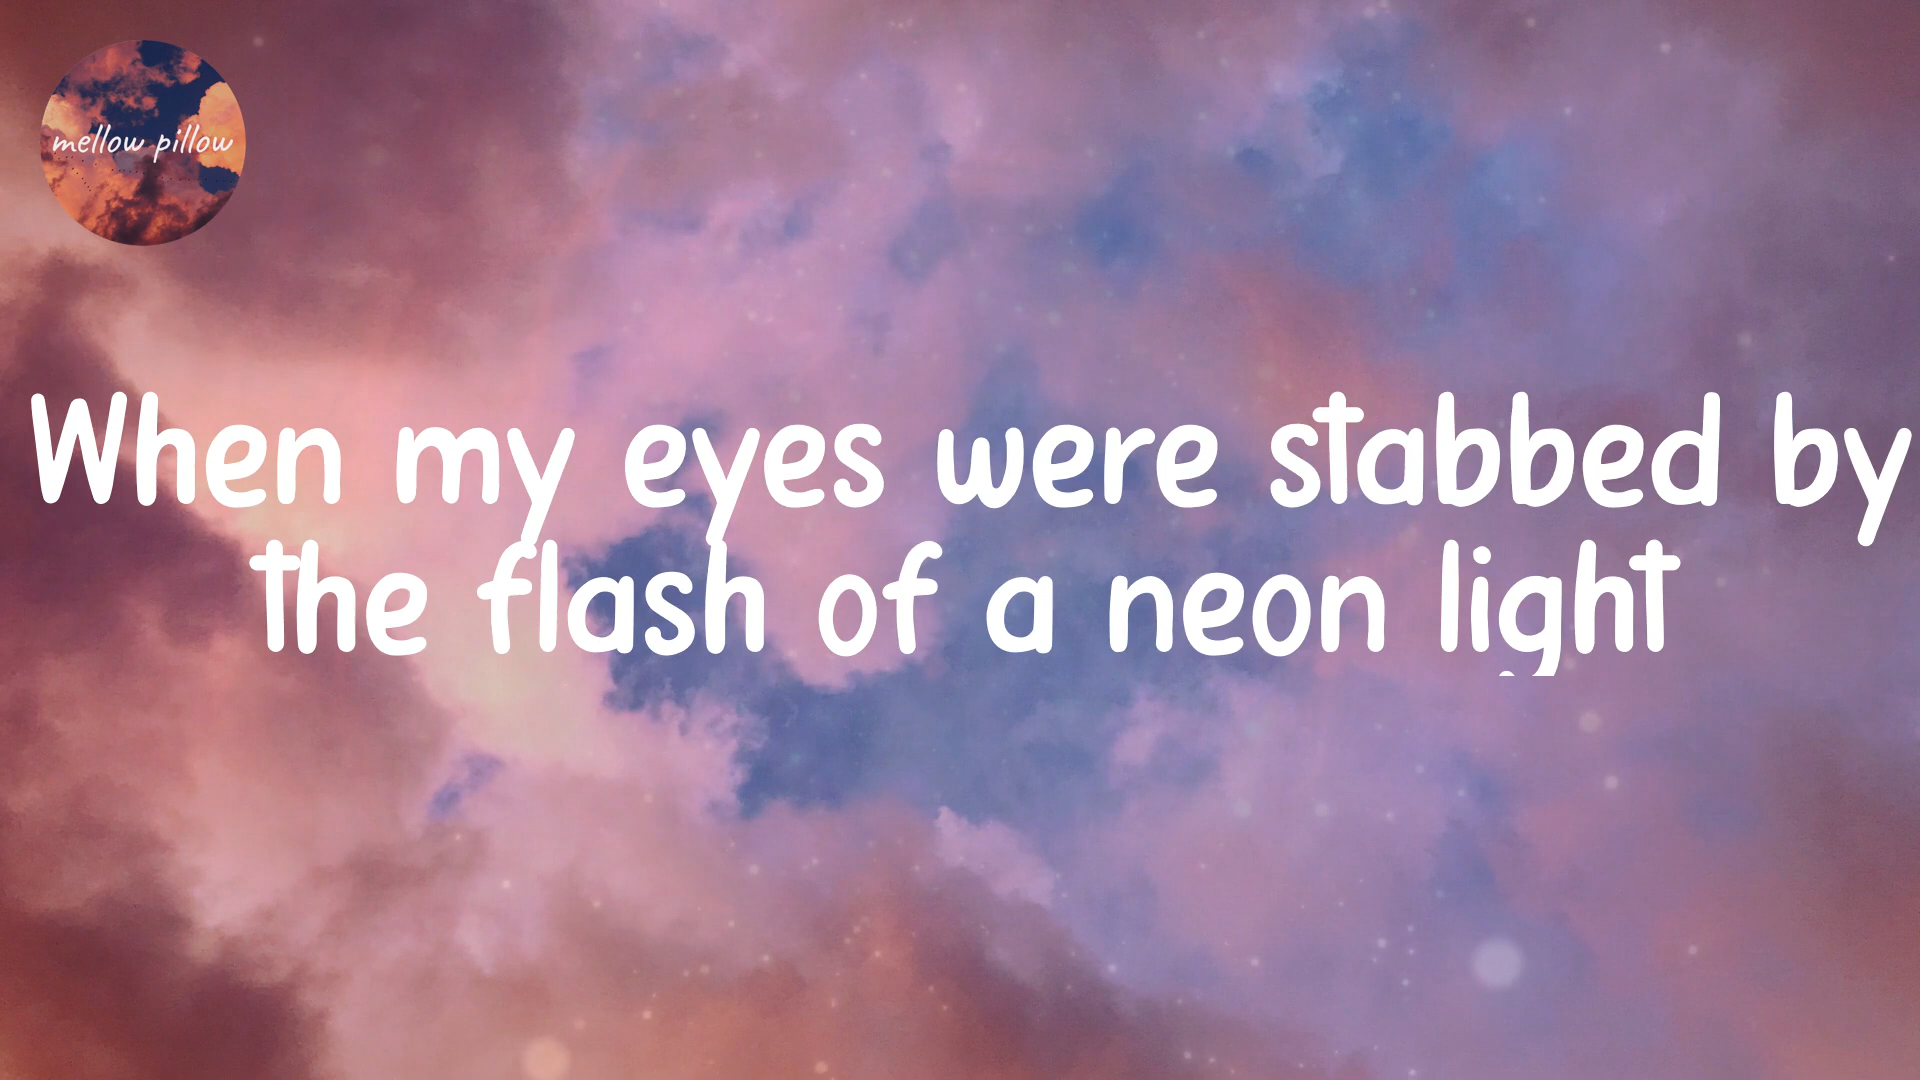 mellow pillow
When my eyes were stabbed by
the flash of a neon light